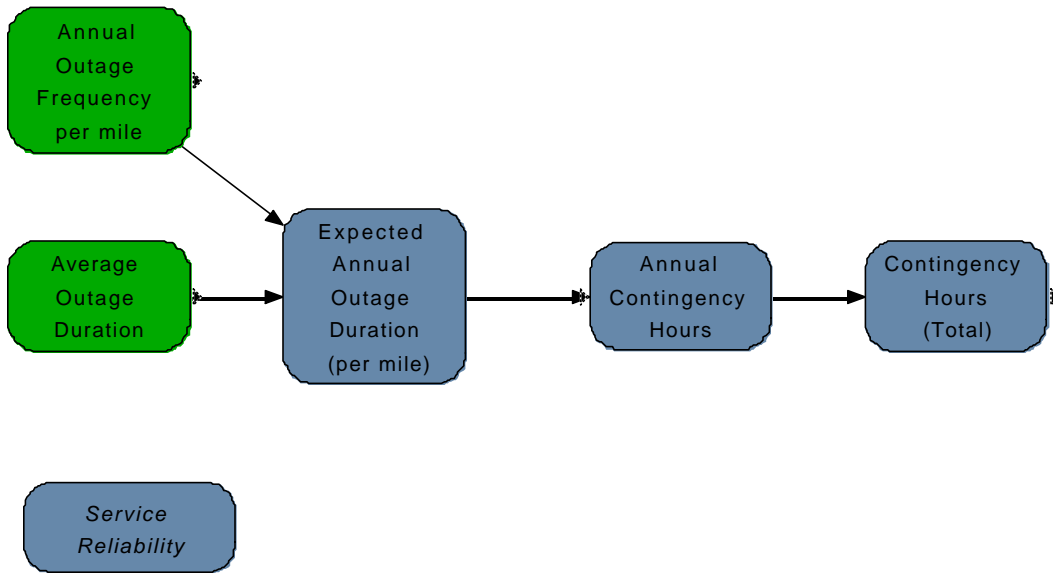 Annual
Outage
Frequency
per mile
Average
Outage
Duration
Expected
Annual
Outage
Duration
(per mile)
Annual
Contingency
Hours
Contingency
Hours
(Total)
Service
Reliability